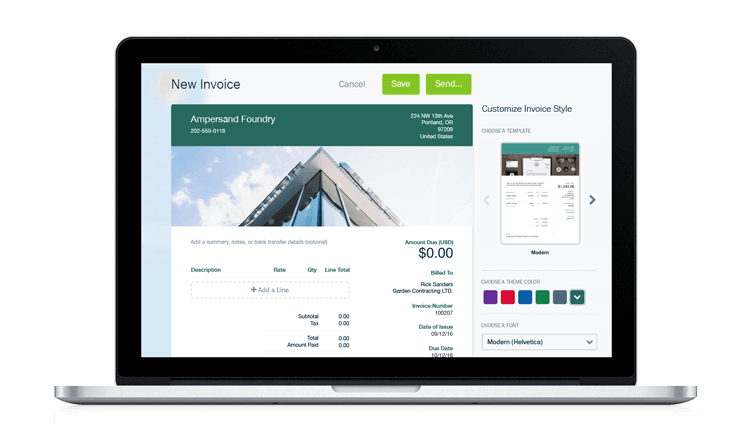 New Invoice
Cancel
Save
Send...
Ampersand Foundry
202-555-0118
224 NW 13th Ave
Portland, OR
97209
United States
Add a summary, notes, or bank transfer details (optional)
Amount Due (USD)
$0.00
Description Rate Qty Line Total
+ Add a Line
Subtotal 0.00
Tax 0.00
Total 0.00
Amount Paid 0.00
Billed To
Rick Sanders
Garden Contracting LTD.
Invoice Number
100207
Date of Issue
09/12/16
Due Date
10/12/16
Customize Invoice Style
CHOOSE A TEMPLATE
Modern
CHOOSE A THEME COLOR
CHOOSE A FONT
Modern (Helvetica)